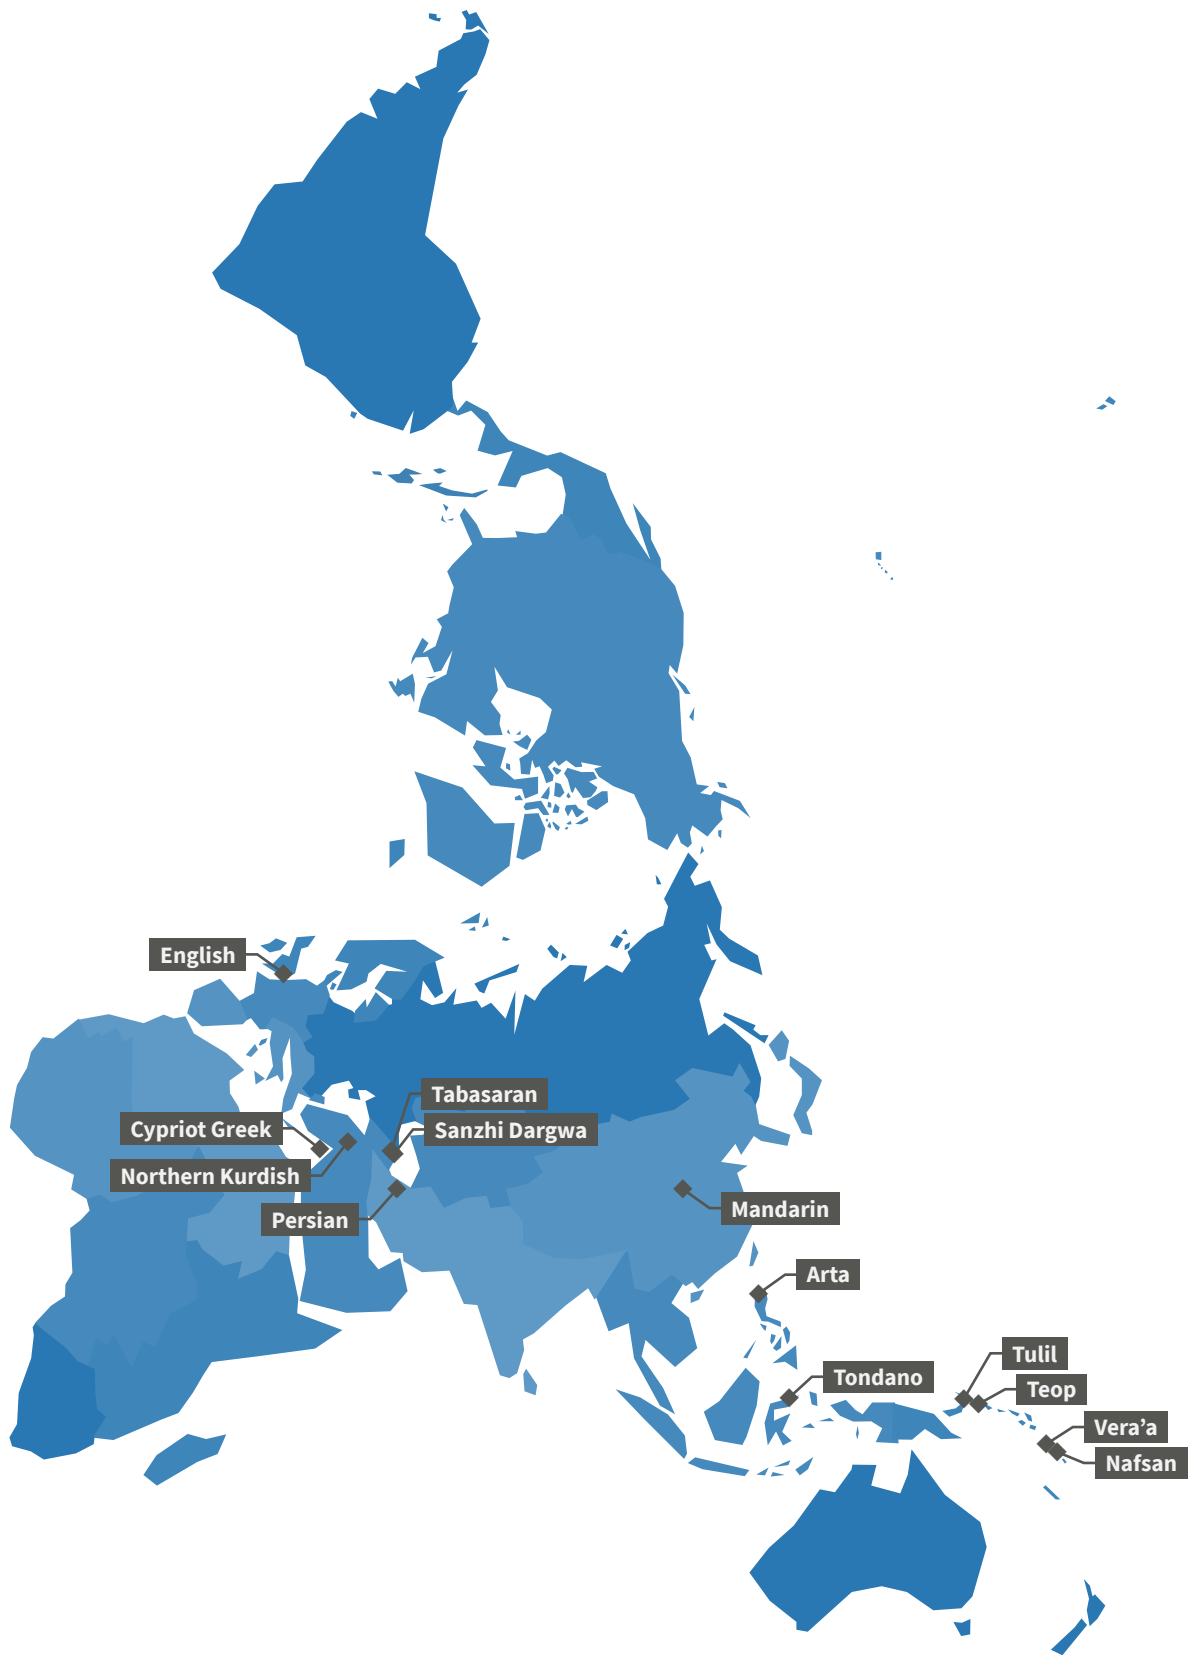 English
Tabasaran
Cypriot Greek
Sanzhi Dargwa
Northern Kurdish
Persian
Mandarin
Arta
Tulil
Tondano
Teop
Vera’a
Nafsan